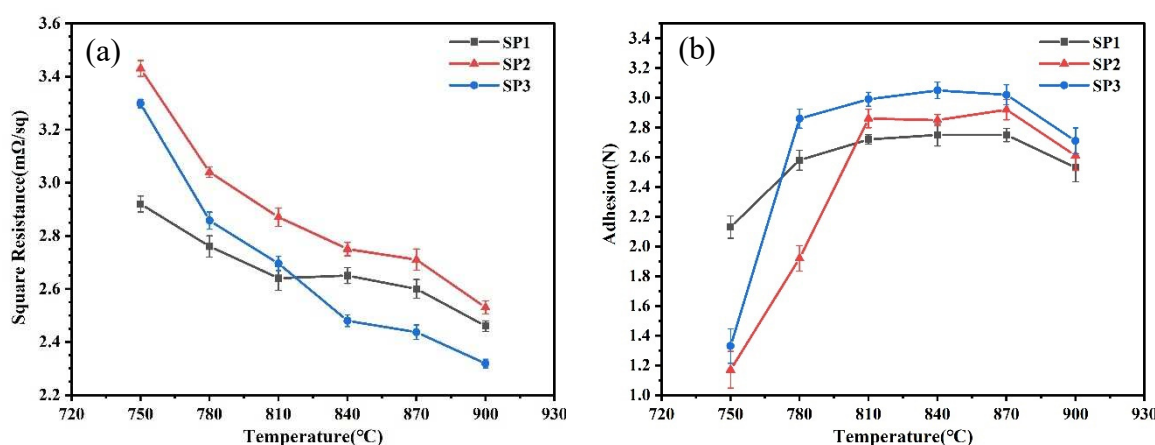 (a)
SP1
SP2
SP3
Square Resistance(mΩ/sq)
3.6
3.4
3.2
3.0
2.8
2.6
2.4
2.2
720 750 780 810 840 870 900 930
Temperature(°C)
(b)
SP1
SP2
SP3
Adhesion(N)
3.4
3.2
3.0
2.8
2.6
2.4
2.2
2.0
1.8
1.6
1.4
1.2
1.0
720 750 780 810 840 870 900 930
Temperature(°C)